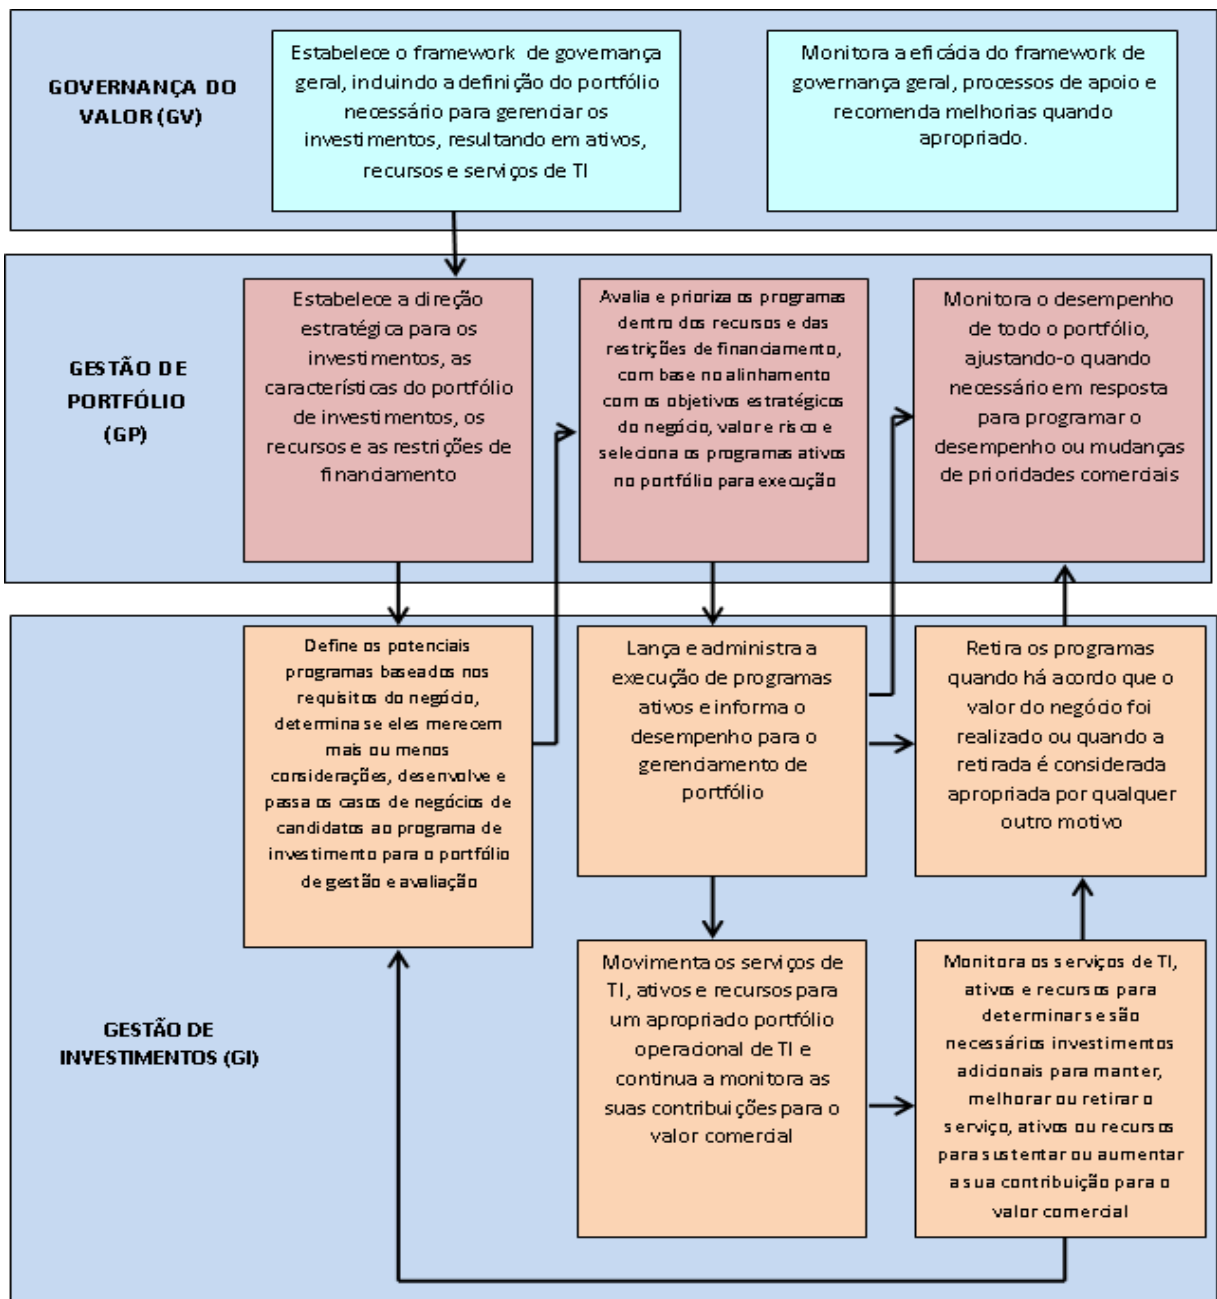 GOVERNANÇA DO
VALOR (GV)
Estabelece o framework de governança
geral, incluindo a definição do portfólio
necessário para gerenciar os
investimentos, resultando em ativos,
recursos e serviços de TI
Monitora a eficácia do framework de
governança geral, processos de apoio e
recomenda melhorias quando
apropriado.
GESTÃO DE
PORTFÓLIO
(GP)
Estabelece a direção
estratégica para os
investimentos, as
características do portfólio
de investimentos, os
recursos e as restrições de
financiamento
Avalia e prioriza os programas
dentro dos recursos e das
restrições de financiamento,
com base no alinhamento
com os objetivos estratégicos
do negócio, valor e risco e
seleciona os programas ativos
no portfólio para execução
Monitora o desempenho
de todo o portfólio,
ajustando-o quando
necessário em resposta
para programar o
desempenho ou mudanças
de prioridades comerciais
GESTÃO DE
INVESTIMENTOS (GI)
Define os potenciais
programas baseados nos
requisitos do negócio,
determina se eles merecem
mais ou menos
considerações, desenvolve e
passa os casos de negócios de
candidatos ao programa de
investimento para o portfólio
de gestão e avaliação
Lança e administra a
execução de programas
ativos e informa o
desempenho para o
gerenciamento de
portfólio
Retira os programas
quando há acordo que o
valor do negócio foi
realizado ou quando a
retirada é considerada
apropriada por qualquer
outro motivo
Movimenta os serviços de
TI, ativos e recursos para
um apropriado portfólio
operacional de TI e
continua a monitora as
suas contribuições para o
valor comercial
Monitora os serviços de TI,
ativos e recursos para
determinar se são
necessários investimentos
adicionais para manter,
melhorar ou retirar o
serviço, ativos ou recursos
para sustentar ou aumentar
a sua contribuição para o
valor comercial